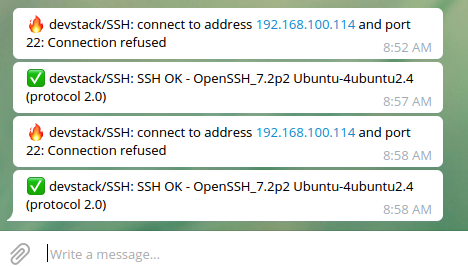 🔥 devstack/SSH: connect to address 192.168.100.114 and port
22: Connection refused
8:52 AM
✅ devstack/SSH: SSH OK - OpenSSH_7.2p2 Ubuntu-4ubuntu2.4
(protocol 2.0)
8:57 AM
🔥 devstack/SSH: connect to address 192.168.100.114 and port
22: Connection refused
8:58 AM
✅ devstack/SSH: SSH OK - OpenSSH_7.2p2 Ubuntu-4ubuntu2.4
(protocol 2.0)
8:58 AM
Write a message...